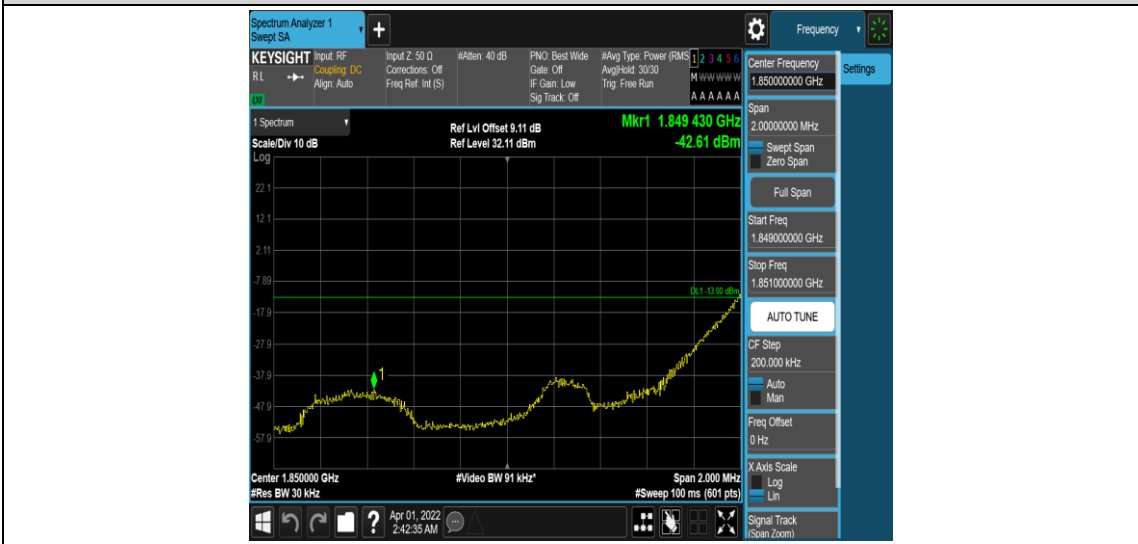 Spectrum Analyzer 1
Swept SA
+
Frequency
KEYSIGHT
R L
LXI
Input: RF
Coupling: DC
Align: Auto
Input Z: 50 Ω
Corrections: Off
Freq Ref: Int (S)
#Atten: 40 dB
PNO: Best Wide
Gate: Off
IF Gain: Low
Sig Track: Off
#Avg Type: Power (RMS
Avg|Hold: 30/30
Trig: Free Run
1 2 3 4 5 6
M W W W W W
A A A A A A
Center Frequency
1.850000000 GHz
Settings
Span
2.00000000 MHz
Swept Span
Zero Span
Full Span
Start Freq
1.849000000 GHz
Stop Freq
1.851000000 GHz
AUTO TUNE
CF Step
200.000 kHz
Auto
Man
Freq Offset
0 Hz
X Axis Scale
Log
Lin
Signal Track
(Span Zoom)
1 Spectrum
Scale/Div 10 dB
Log
Ref Lvl Offset 9.11 dB
Ref Level 32.11 dBm
Mkr1 1.849 430 GHz
-42.61 dBm
22.1
12.1
2.11
-7.89
DL1 -13.00 dBm
-17.9
-27.9
-37.9
1
-47.9
-57.9
Center 1.850000 GHz
#Res BW 30 kHz
#Video BW 91 kHz*
Span 2.000 MHz
#Sweep 100 ms (601 pts)
?
Apr 01, 2022
2:42:35 AM